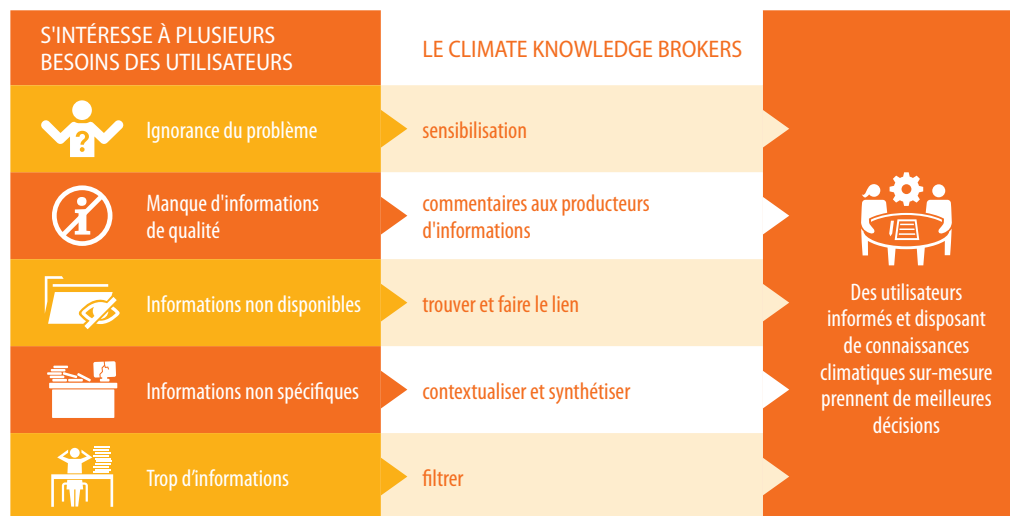 S'INTÉRESSE À PLUSIEURS
BESOINS DES UTILISATEURS
LE CLIMATE KNOWLEDGE BROKERS
?
Ignorance du problème
sensibilisation
i
Manque d'informations
de qualité
commentaires aux producteurs
d'informations
Informations non disponibles
trouver et faire le lien
Informations non spécifiques
contextualiser et synthétiser
Trop d'informations
filtrer
Des utilisateurs
informés et disposant
de connaissances
climatiques sur-mesure
prennent de meilleures
décisions